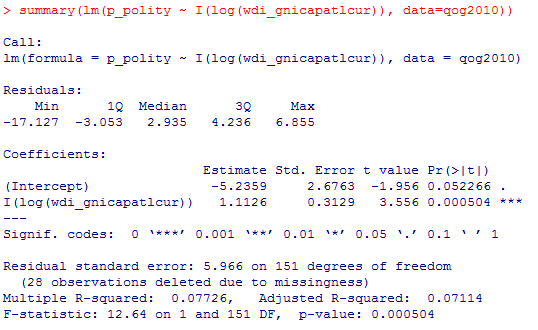 > summary(lm(p_polity ~ I(log(wdi_gnicapatlcur)), data=qog2010))
Call:
lm(formula = p_polity ~ I(log(wdi_gnicapatlcur)), data = qog2010)
Residuals:
    Min      1Q  Median      3Q     Max
-17.127  -3.053   2.935   4.236   6.855
Coefficients:
                         Estimate Std. Error t value Pr(>|t|)
(Intercept)               -5.2359     2.6763  -1.956 0.052266 .
I(log(wdi_gnicapatlcur))   1.1126     0.3129   3.556 0.000504 ***
---
Signif. codes:  0 ‘***’ 0.001 ‘**’ 0.01 ‘*’ 0.05 ‘.’ 0.1 ‘ ’ 1
Residual standard error: 5.966 on 151 degrees of freedom
  (28 observations deleted due to missingness)
Multiple R-squared:  0.07726,	Adjusted R-squared:  0.07114
F-statistic: 12.64 on 1 and 151 DF,  p-value: 0.000504